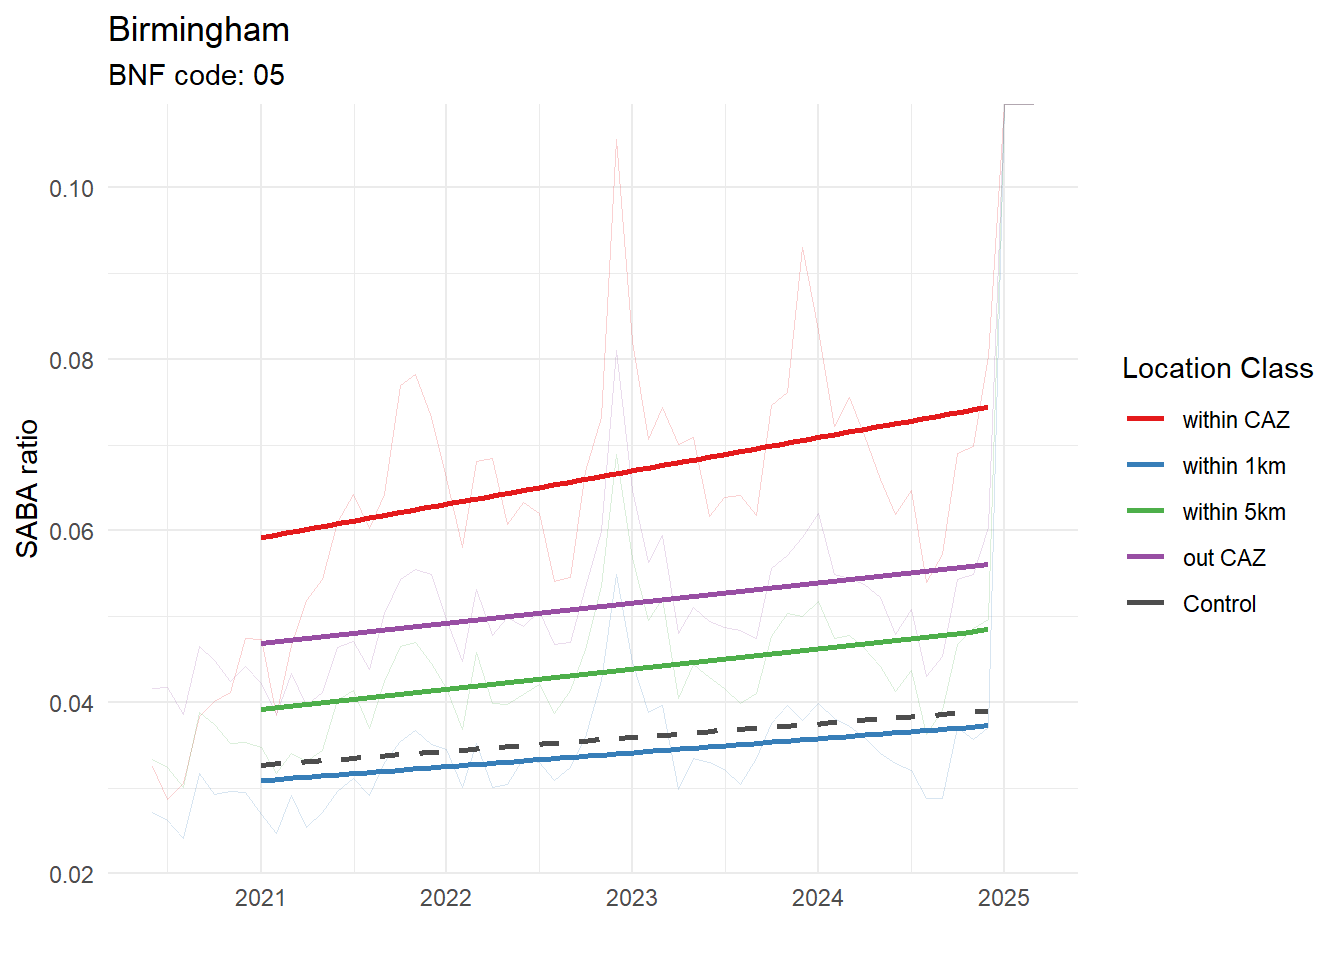 Birmingham
BNF code: 05
SABA ratio
0.10
0.08
0.06
0.04
0.02
2021 2022 2023 2024 2025
Location Class
within CAZ
within 1km
within 5km
out CAZ
Control